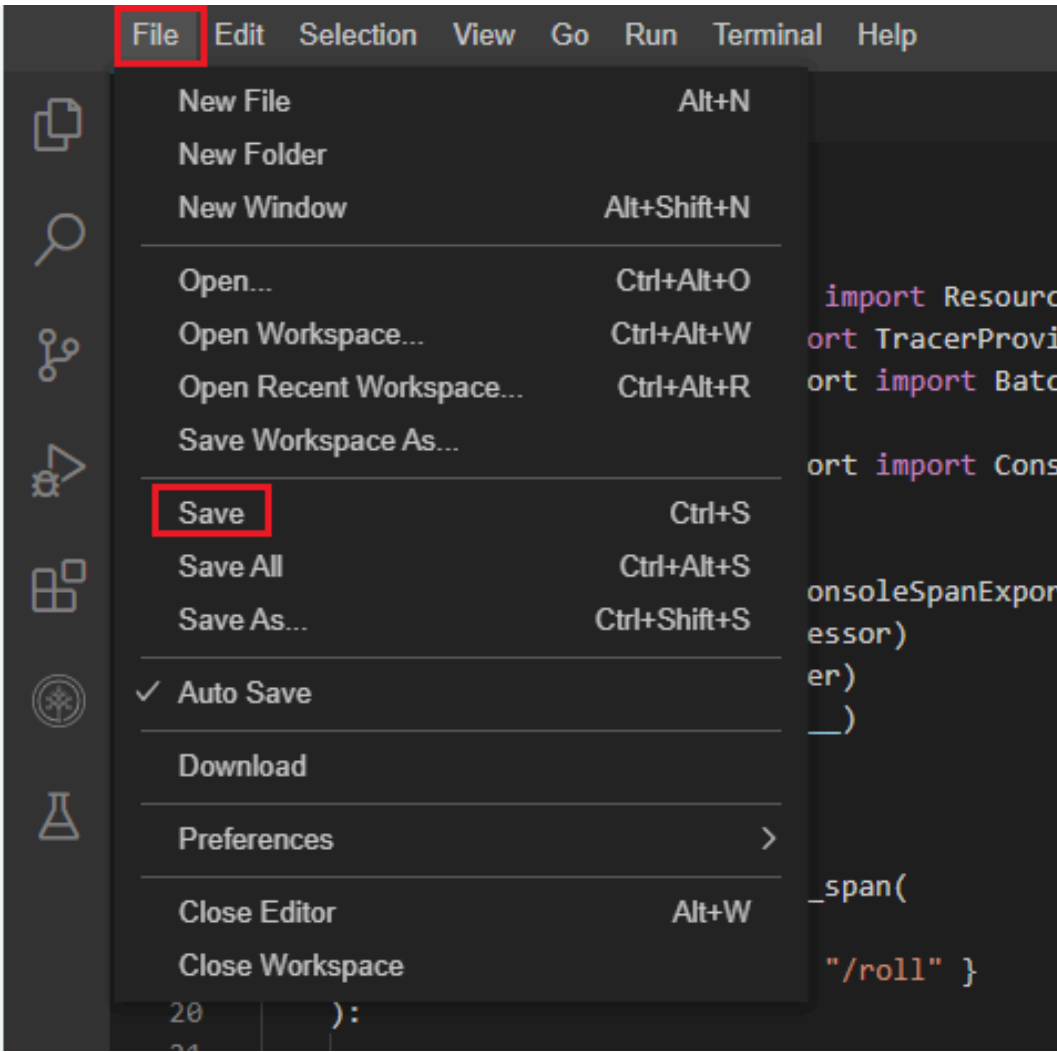 File Edit Selection View Go Run Terminal Help
New File Alt+N
New Folder
New Window Alt+Shift+N
Open... Ctrl+Alt+O
import Resourc
Open Workspace... Ctrl+Alt+W
ort TracerProvi
Open Recent Workspace... Ctrl+Alt+R
ort import Batc
Save Workspace As...
ort import Cons
Save Ctrl+S
Save All Ctrl+Alt+S
onsoleSpanExpor
Save As... Ctrl+Shift+S
essor)
er)
Auto Save
__)
Download
Preferences
_span(
Close Editor Alt+W
Close Workspace
"/roll" }
20 ):